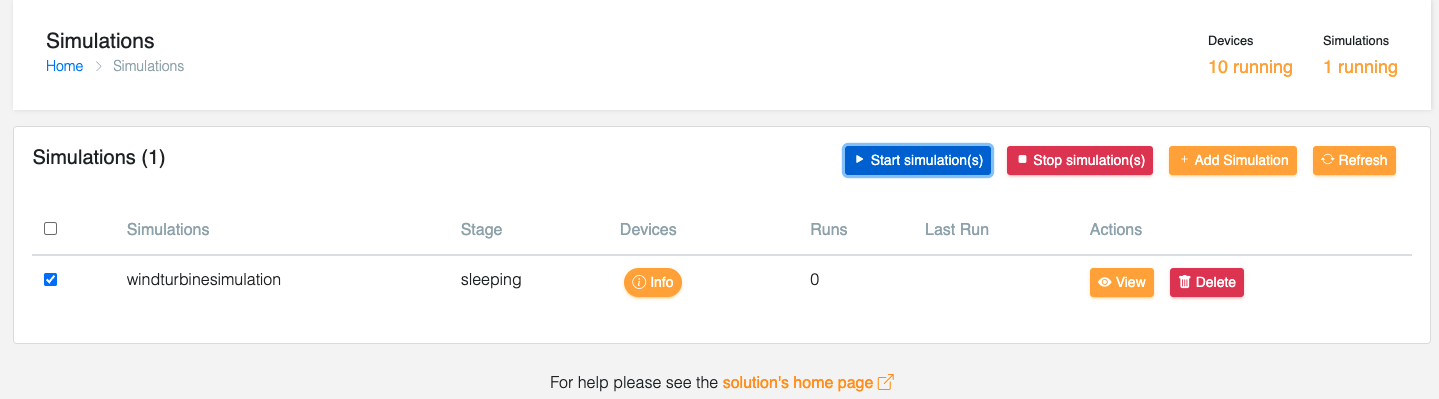 Simulations
Home > Simulations
Devices
10 running
Simulations
1 running
Simulations (1)
Start simulation(s)
Stop simulation(s)
+ Add Simulation
Refresh
Simulations Stage Devices Runs Last Run Actions
windturbinesimulation sleeping Info 0 View Delete
For help please see the solution's home page